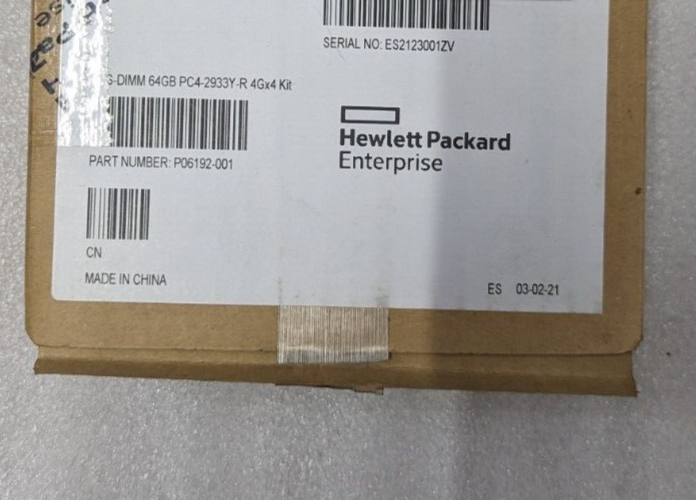 SERIAL NO: ES2123001ZV
-DIMM 64GB PC4-2933Y-R 4Gx4 Kit
PART NUMBER: P06192-001
Hewlett Packard
Enterprise
CN
MADE IN CHINA
ES 03-02-21